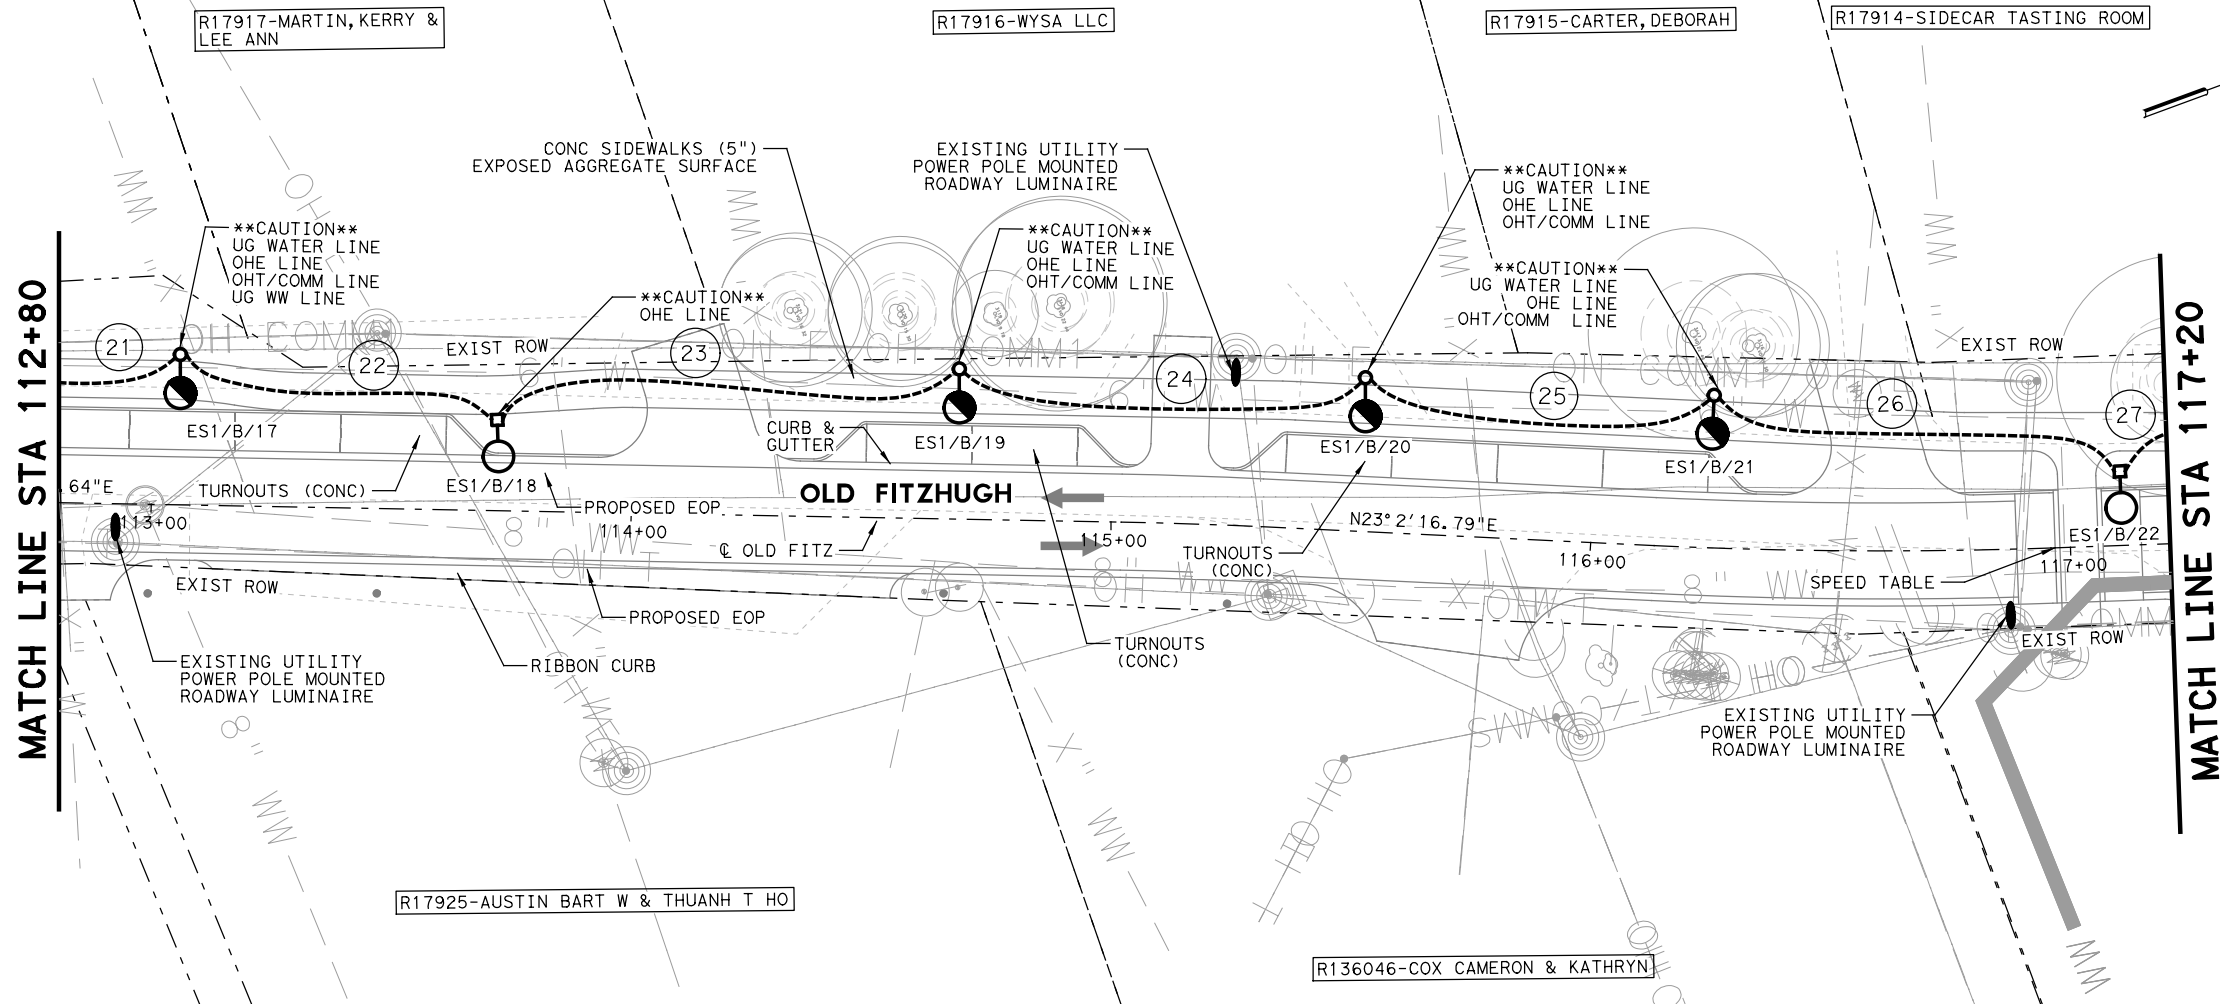 R17917-MARTIN,KERRY &
LEE ANN
R17916-WYSA LLC
R17915-CARTER,DEBORAH
R17914-SIDECAR TASTING ROOM
CONC SIDEWALKS (5")
EXPOSED AGGREGATE SURFACE
EXISTING UTILITY
POWER POLE MOUNTED
ROADWAY LUMINAIRE
**CAUTION**
UG WATER LINE
OHE LINE
OHT/COMM LINE
**CAUTION**
UG WATER LINE
OHE LINE
OHT/COMM LINE
UG WW LINE
**CAUTION**
OHE LINE
**CAUTION**
UG WATER LINE
OHE LINE
OHT/COMM LINE
**CAUTION**
UG WATER LINE
OHE LINE
OHT/COMM LINE
MATCH LINE STA 112+80
MATCH LINE STA 117+20
OH COMM
EXIST ROW
EXIST ROW
21
22
23
24
25
26
27
ES1/B/17
ES1/B/18
ES1/B/19
ES1/B/20
ES1/B/21
ES1/B/22
CURB &
GUTTER
64"E
TURNOUTS (CONC)
PROPOSED EOP
OLD FITZHUGH
N23°2'16.79"E
113+00
114+00
115+00
116+00
117+00
℄ OLD FITZ
TURNOUTS
(CONC)
SPEED TABLE
EXIST ROW
PROPOSED EOP
RIBBON CURB
TURNOUTS
(CONC)
EXIST ROW
EXISTING UTILITY
POWER POLE MOUNTED
ROADWAY LUMINAIRE
EXISTING UTILITY
POWER POLE MOUNTED
ROADWAY LUMINAIRE
R17925-AUSTIN BART W & THUANH T HO
R136046-COX CAMERON & KATHRYN